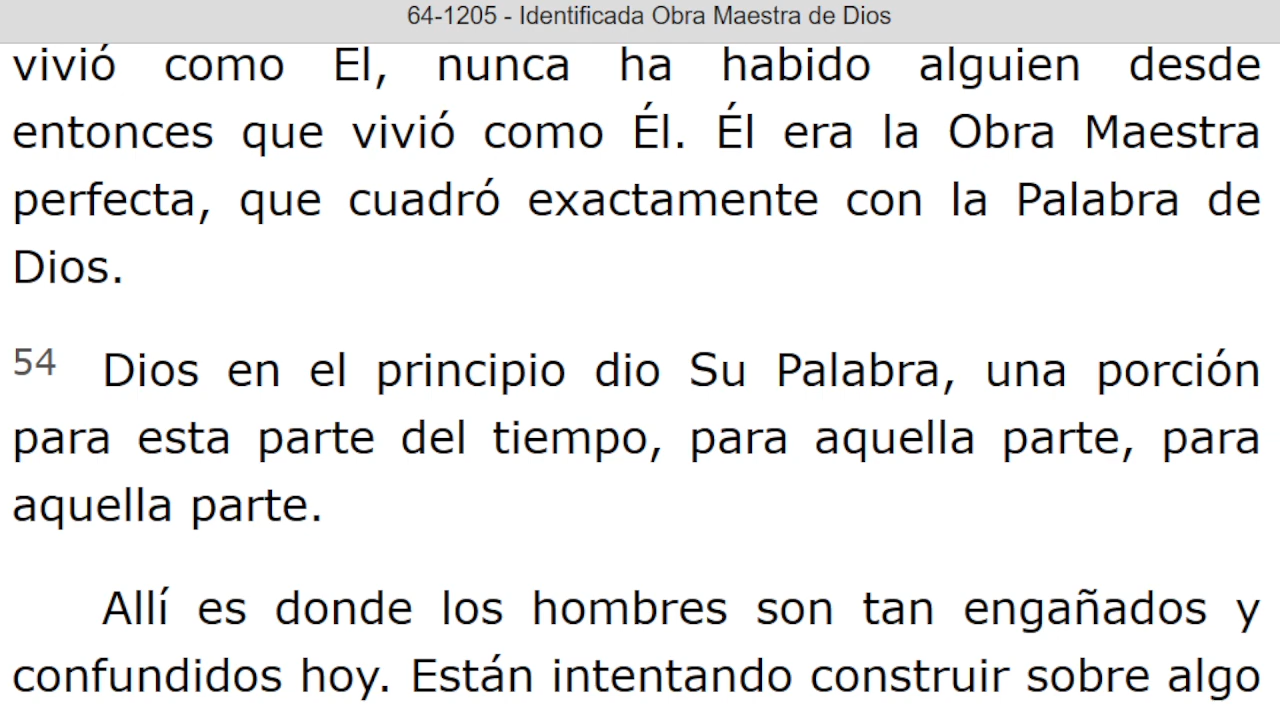 64-1205 - Identificada Obra Maestra de Dios
vivió como Él, nunca ha habido alguien desde
entonces que vivió como Él. Él era la Obra Maestra
perfecta, que cuadró exactamente con la Palabra de
Dios.
54 Dios en el principio dio Su Palabra, una porción
para esta parte del tiempo, para aquella parte, para
aquella parte.
Allí es donde los hombres son tan engañados y
confundidos hoy. Están intentando construir sobre algo